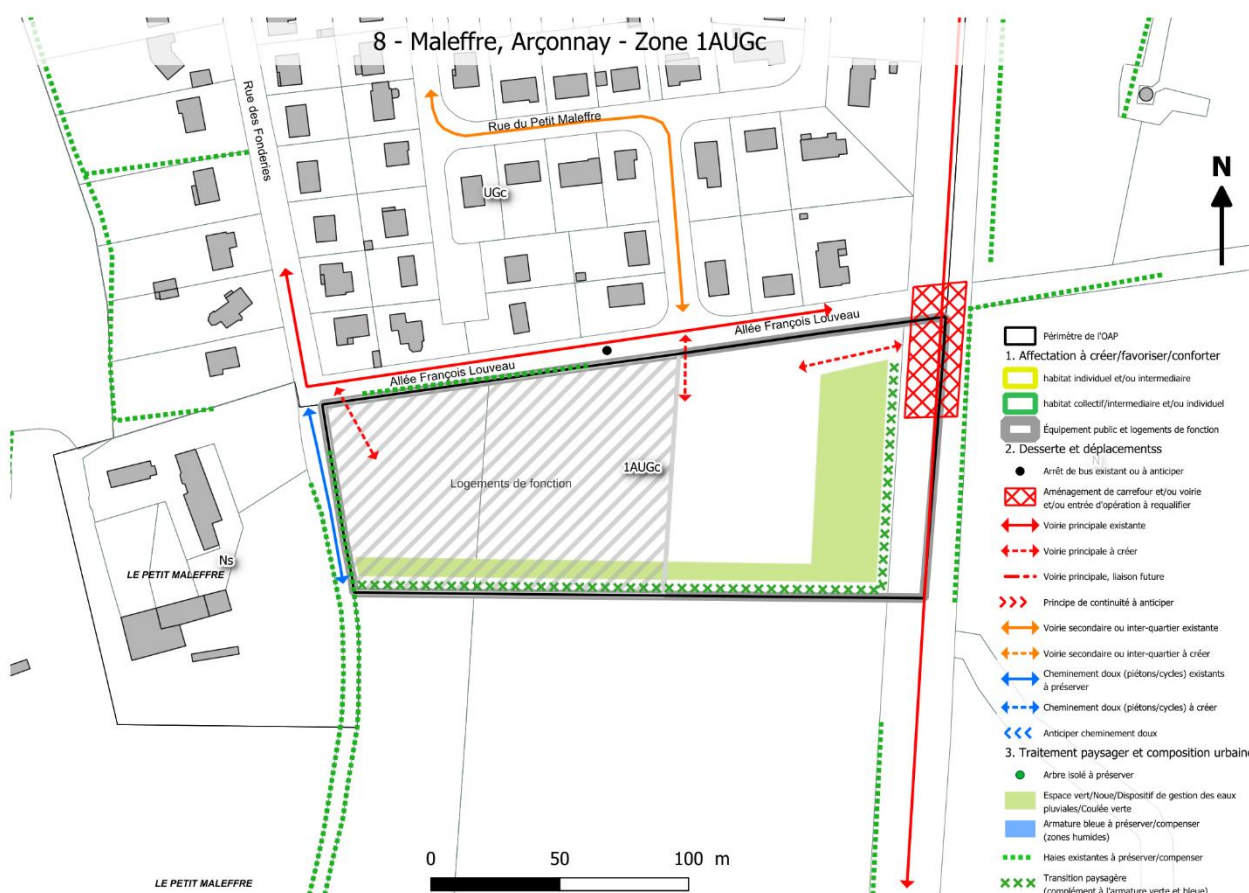 8 - Maleffre, Arçonnay - Zone 1AUGc
Rue des Fonderies
Rue du Petit Maleffre
UGc
N
Allée François Louveau
Allée François Louveau
1AUGc
Logements de fonction
Ns
LE PETIT MALEFFRE
LE PETIT MALEFFRE
0 50 100 m
Périmètre de l'OAP
1. Affectation à créer/favoriser/conforter
habitat individuel et/ou intermediaire
habitat collectif/intermediaire et/ou individuel
Équipement public et logements de fonction
2. Desserte et déplacementss
Arrêt de bus existant ou à anticiper
Aménagement de carrefour et/ou voirie
et/ou entrée d'opération à requalifier
Voirie principale existante
Voirie principale à créer
Voirie principale, liaison future
Principe de continuité à anticiper
Voirie secondaire ou inter-quartier existante
Voirie secondaire ou inter-quartier à créer
Cheminement doux (piétons/cycles) existants
à préserver
Cheminement doux (piétons/cycles) à créer
Anticiper cheminement doux
3. Traitement paysager et composition urbaine
Arbre isolé à préserver
Espace vert/Noue/Dispositif de gestion des eaux
pluviales/Coulée verte
Armature bleue à préserver/compenser
(zones humides)
Haies existantes à préserver/compenser
Transition paysagère
(complément à l'armature verte et bleue)